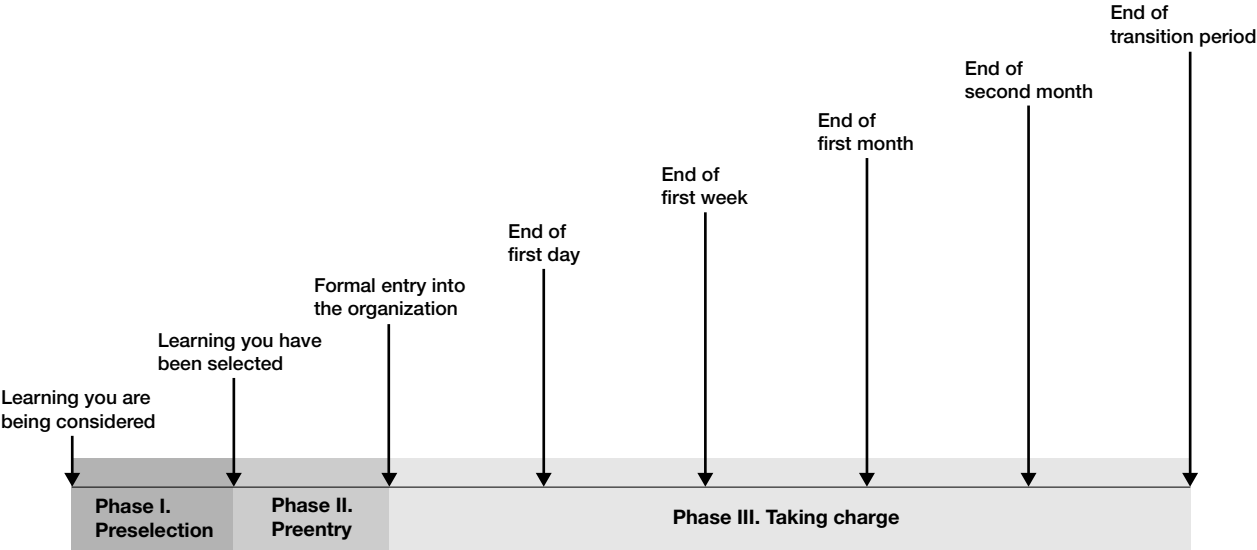 Learning you are
being considered
Learning you have
been selected
Formal entry into
the organization
End of
first day
End of
first week
End of
first month
End of
second month
End of
transition period
Phase I.
Preselection
Phase II.
Preentry
Phase III. Taking charge